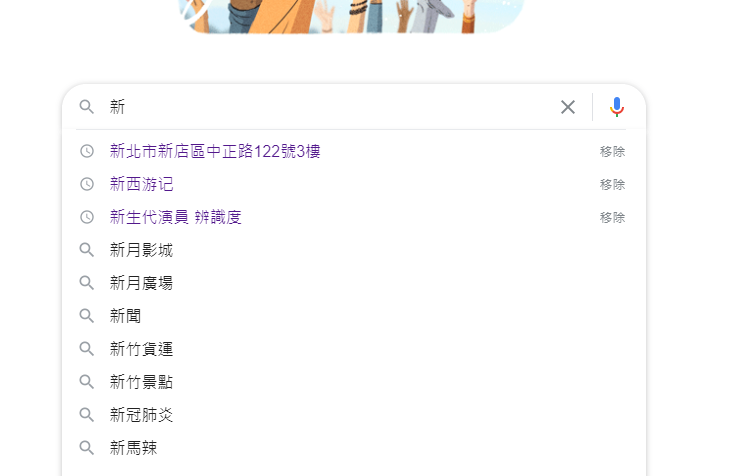 新
新北市新店區中正路122號3樓 移除
新西游记 移除
新生代演員 辨識度 移除
新月影城
新月廣場
新聞
新竹貨運
新竹景點
新冠肺炎
新馬辣